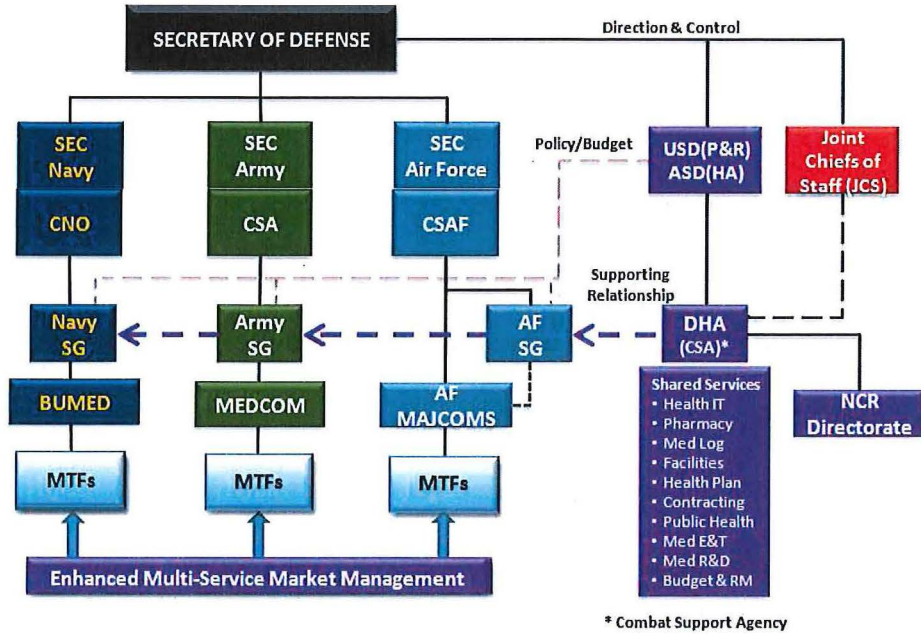 SECRETARY OF DEFENSE
Direction & Control
SEC
Navy
SEC
Army
SEC
Air Force
Policy/Budget
USD(P&R)
ASD(HA)
Joint
Chiefs of
Staff (JCS)
CNO
CSA
CSAF
Supporting
Relationship
Navy
SG
Army
SG
AF
SG
DHA
(CSA)*
BUMED
MEDCOM
AF
MAJCOMS
Shared Services
• Health IT
• Pharmacy
• Med Log
• Facilities
• Health Plan
• Contracting
• Public Health
• Med E&T
• Med R&D
• Budget & RM
NCR
Directorate
MTFs
MTFs
MTFs
Enhanced Multi-Service Market Management
* Combat Support Agency